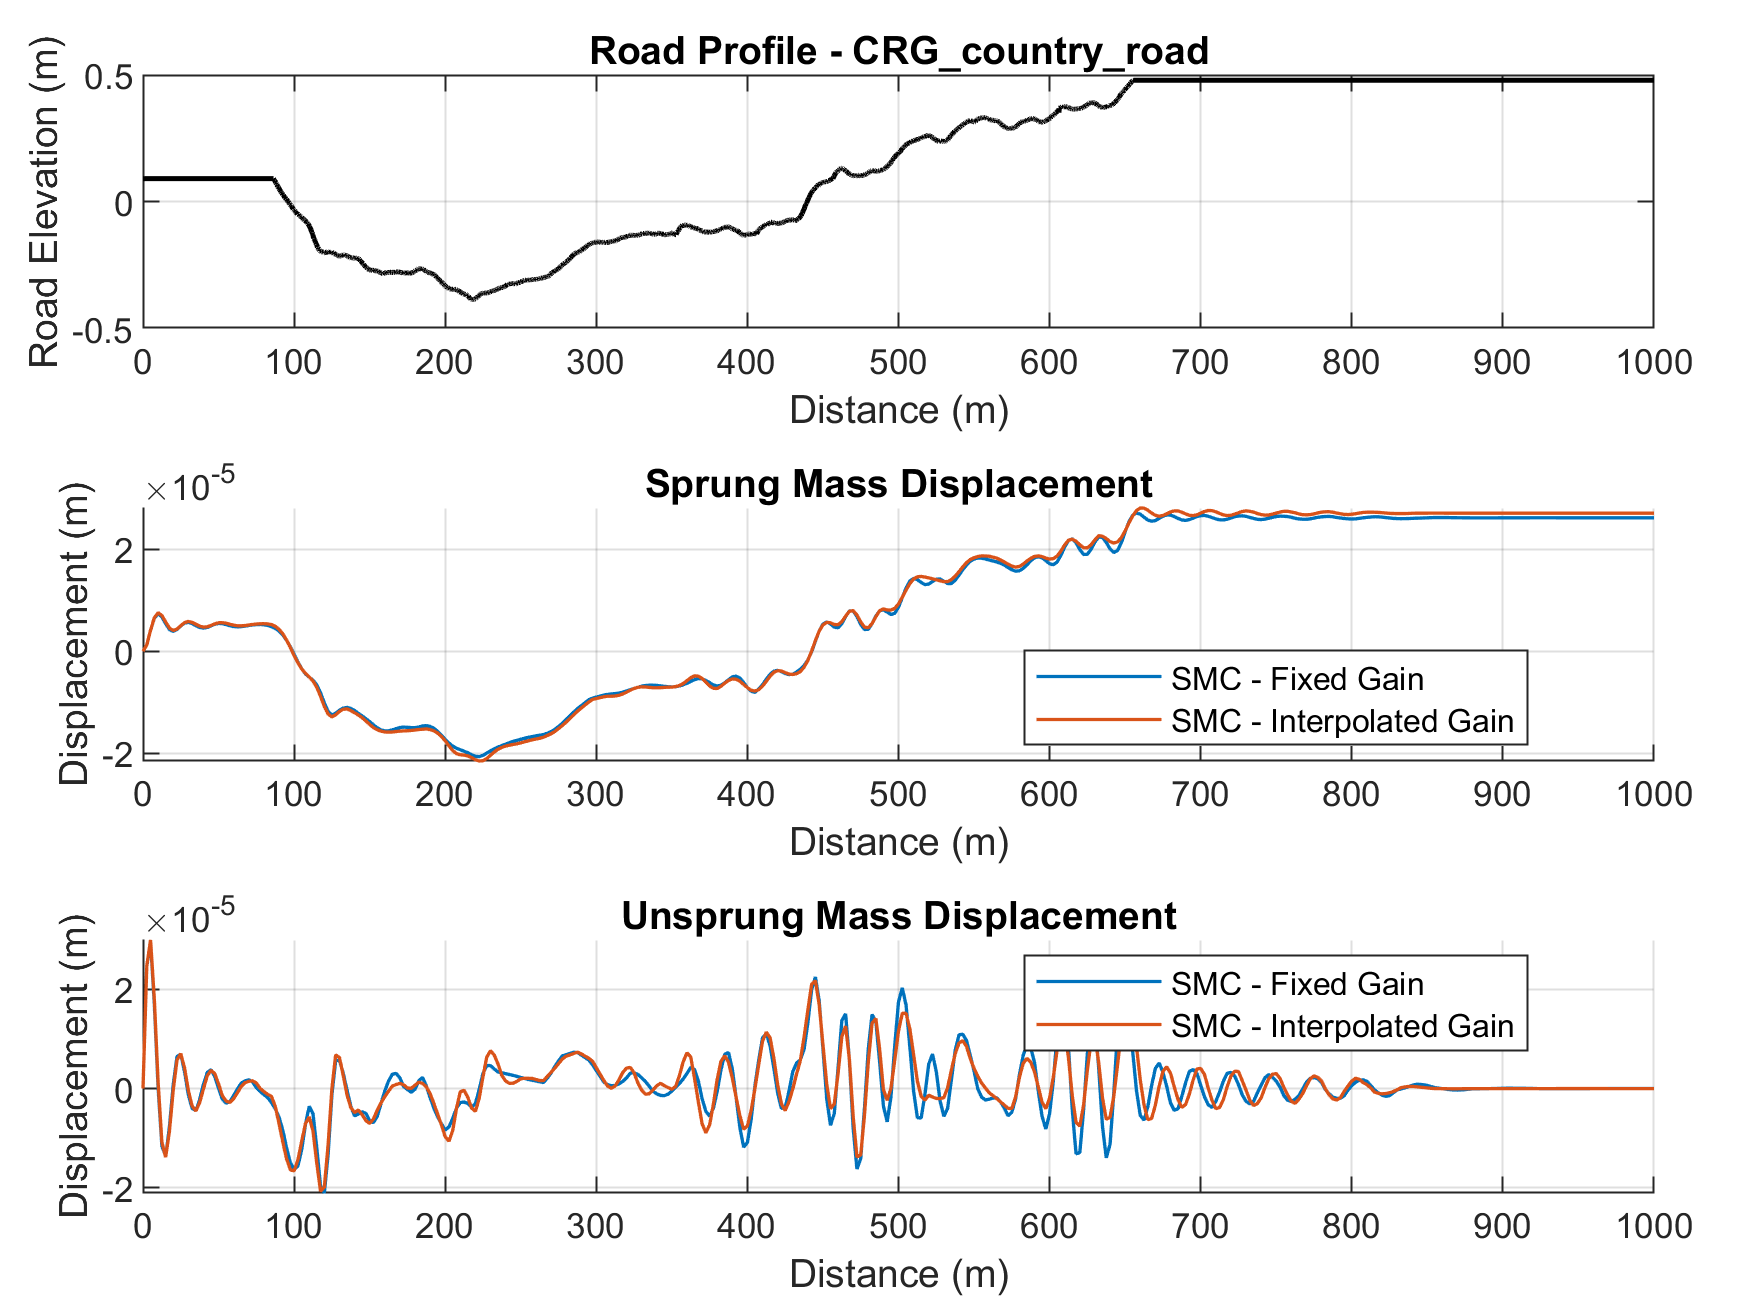 Road Profile - CRG_country_road
Road Elevation (m)
0.5
0
-0.5
0 100 200 300 400 500 600 700 800 900 1000
Distance (m)
×10-5
Sprung Mass Displacement
Displacement (m)
2
0
-2
SMC - Fixed Gain
SMC - Interpolated Gain
0 100 200 300 400 500 600 700 800 900 1000
Distance (m)
×10-5
Unsprung Mass Displacement
Displacement (m)
2
0
-2
SMC - Fixed Gain
SMC - Interpolated Gain
0 100 200 300 400 500 600 700 800 900 1000
Distance (m)